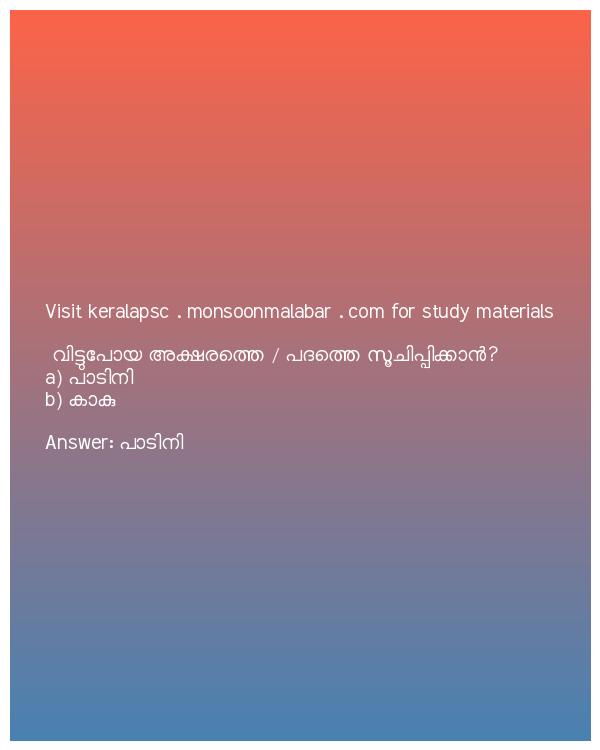 Visit keralapsc . monsoonmalabar . com for study materials
വിട്ടുപോയ അക്ഷരത്തെ / പദത്തെ സൂചിപ്പിക്കാൻ?
a) പാടിനി
b) കാകു
Answer: പാടിനി